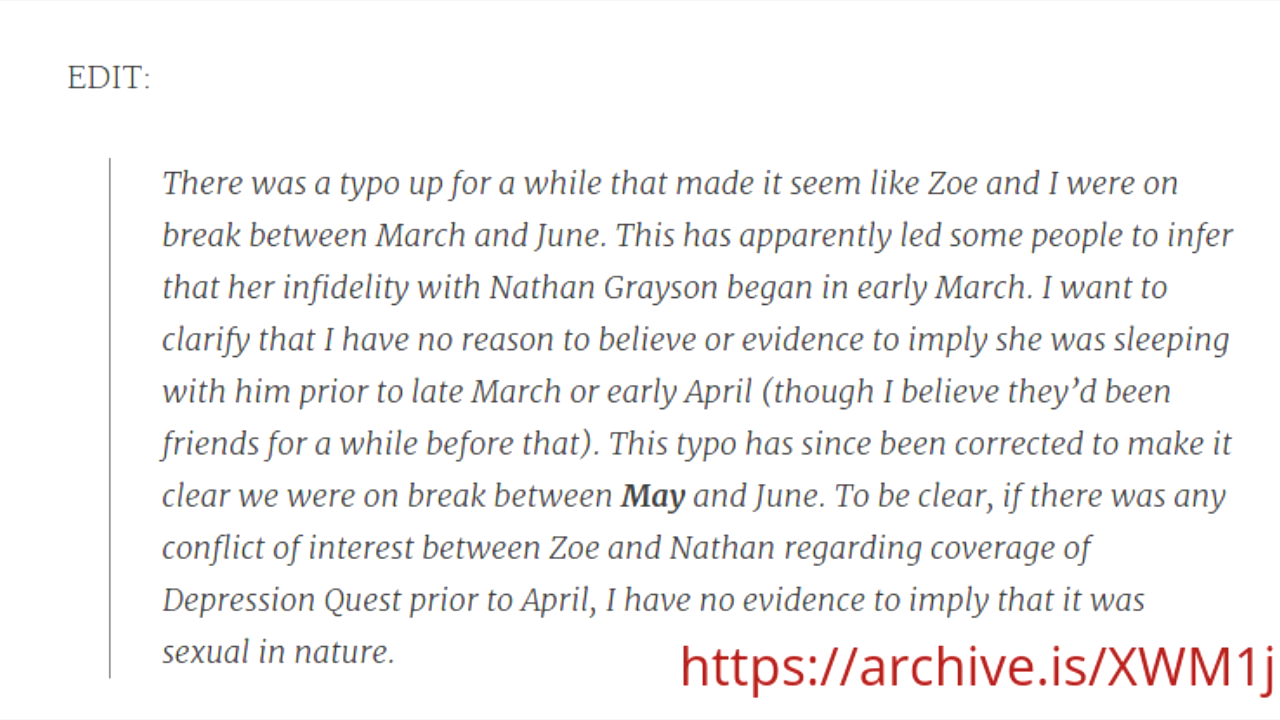 EDIT:
There was a typo up for a while that made it seem like Zoe and I were on
break between March and June. This has apparently led some people to infer
that her infidelity with Nathan Grayson began in early March. I want to
clarify that I have no reason to believe or evidence to imply she was sleeping
with him prior to late March or early April (though I believe they’d been
friends for a while before that). This typo has since been corrected to make it
clear we were on break between May and June. To be clear, if there was any
conflict of interest between Zoe and Nathan regarding coverage of
Depression Quest prior to April, I have no evidence to imply that it was
sexual in nature.
https://archive.is/XWM1j